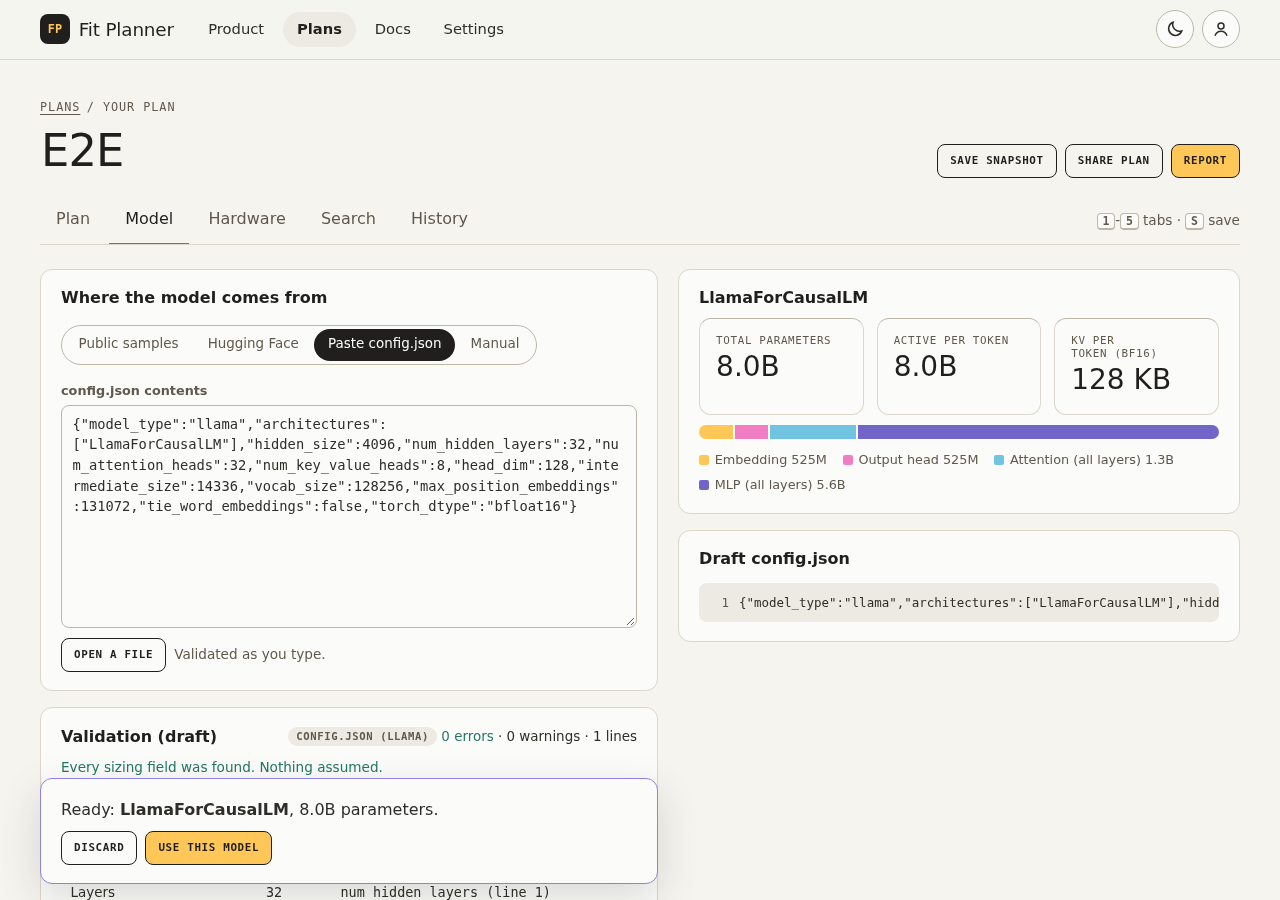 FP Fit Planner Product Plans Docs Settings
PLANS / YOUR PLAN
E2E
SAVE SNAPSHOT SHARE PLAN REPORT
Plan Model Hardware Search History
1-5 tabs · S save
Where the model comes from
Public samples Hugging Face Paste config.json Manual
config.json contents
{"model_type":"llama","architectures":
["LlamaForCausalLM"],"hidden_size":4096,"num_hidden_layers":32,"nu
m_attention_heads":32,"num_key_value_heads":8,"head_dim":128,"inte
rmediate_size":14336,"vocab_size":128256,"max_position_embeddings"
:131072,"tie_word_embeddings":false,"torch_dtype":"bfloat16"}
OPEN A FILE Validated as you type.
Validation (draft) CONFIG.JSON (LLAMA) 0 errors · 0 warnings · 1 lines
Every sizing field was found. Nothing assumed.
Ready: LlamaForCausalLM, 8.0B parameters.
DISCARD USE THIS MODEL
Layers 32 num hidden layers (line 1)
LlamaForCausalLM
TOTAL PARAMETERS
8.0B
ACTIVE PER TOKEN
8.0B
KV PER
TOKEN (BF16)
128 KB
Embedding 525M Output head 525M Attention (all layers) 1.3B
MLP (all layers) 5.6B
Draft config.json
1 {"model_type":"llama","architectures":["LlamaForCausalLM"],"hidd